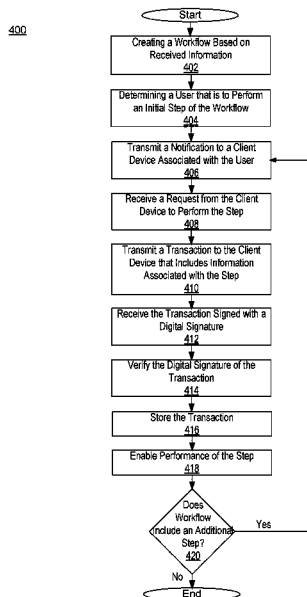 400
Start
Creating a Workflow Based on
Received Information
402
Determining a User that is to Perform
an Initial Step of the Workflow
404
Transmit a Notification to a Client
Device Associated with the User
406
Receive a Request from the Client
Device to Perform the Step
408
Transmit a Transaction to the Client
Device that Includes Information
Associated with the Step
410
Receive the Transaction Signed with a
Digital Signature
412
Verify the Digital Signature of the
Transaction
414
Store the Transaction
416
Enable Performance of the Step
418
Does
Workflow
Include an Additional
Step?
420
Yes
No
End